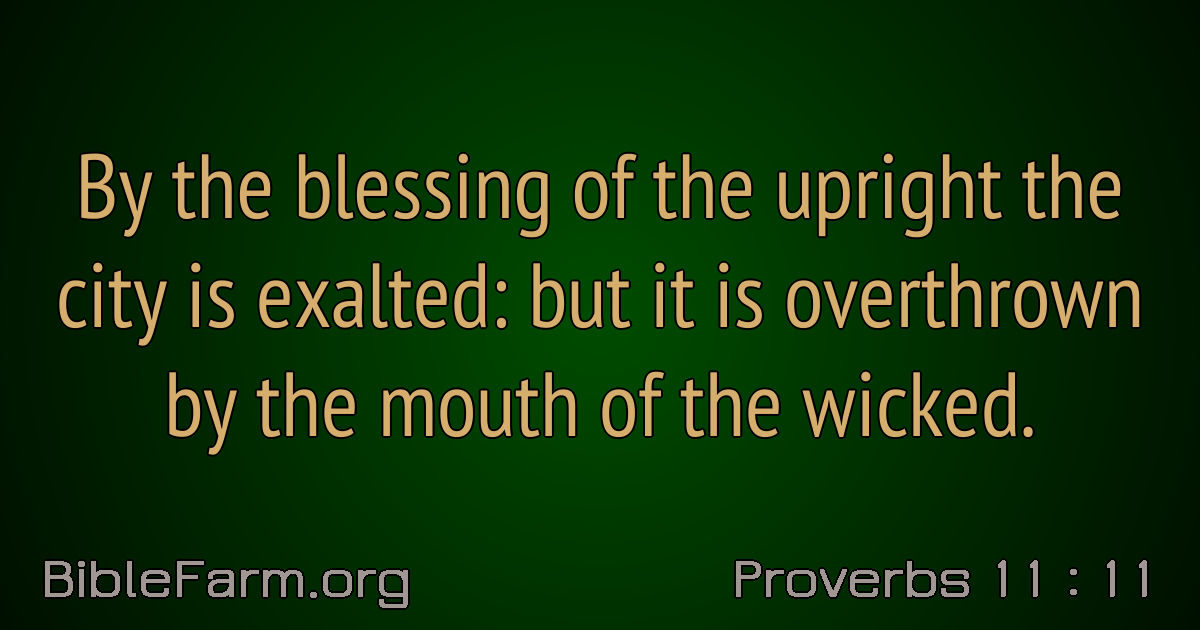 By the blessing of the upright the
city is exalted: but it is overthrown
by the mouth of the wicked.
BibleFarm.org
Proverbs 11 : 11